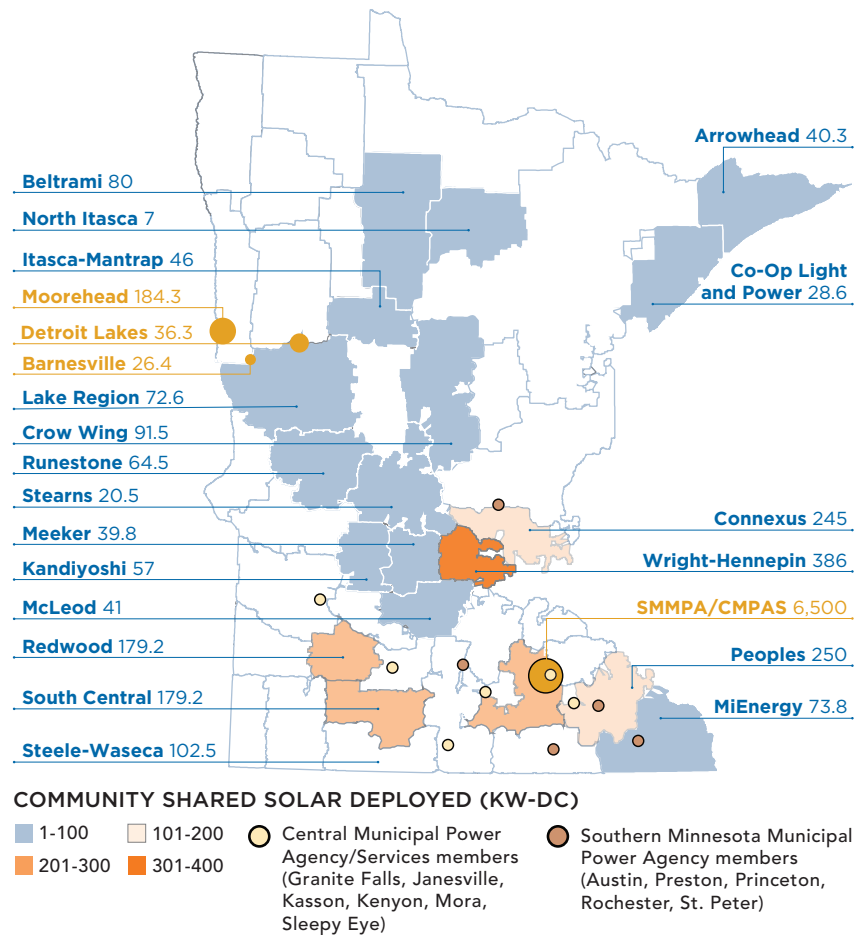 Arrowhead 40.3
Beltrami 80
North Itasca 7
Itasca-Mantrap 46
Co-Op Light
and Power 28.6
Moorehead 184.3
Detroit Lakes 36.3
Barnesville 26.4
Lake Region 72.6
Crow Wing 91.5
Runestone 64.5
Stearns 20.5
Connexus 245
Meeker 39.8
Wright-Hennepin 386
Kandiyoshi 57
McLeod 41
SMMPA/CMPAS 6,500
Redwood 179.2
Peoples 250
South Central 179.2
MiEnergy 73.8
Steele-Waseca 102.5
COMMUNITY SHARED SOLAR DEPLOYED (KW-DC)
1-100
101-200
201-300
301-400
Central Municipal Power
Agency/Services members
(Granite Falls, Janesville,
Kasson, Kenyon, Mora,
Sleepy Eye)
Southern Minnesota Municipal
Power Agency members
(Austin, Preston, Princeton,
Rochester, St. Peter)